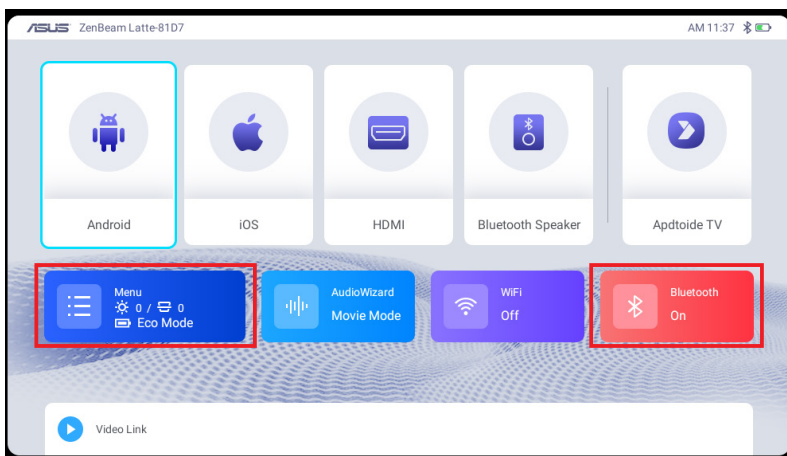 ASUS ZenBeam Latte-81D7 AM 11:37
Android iOS HDMI Bluetooth Speaker Apdtoide TV
Menu
0 / 0
Eco Mode
AudioWizard
Movie Mode
WiFi
Off
Bluetooth
On
Video Link